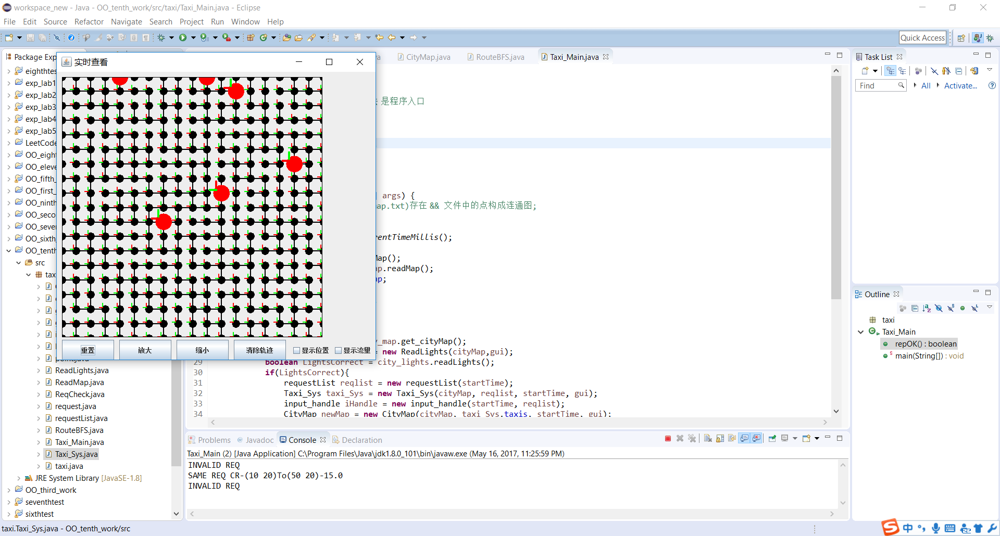 workspace_new - Java - OO_tenth_work/src/taxi/Taxi_Main.java - Eclipse
File Edit Source Refactor Navigate Search Project Run Window Help
Quick Access
Package Exp
eighthtes
exp_lab1
exp_lab2
exp_lab3
exp_lab4
exp_lab5
LeetCode
OO_eight
OO_eleve
OO_fifth_
OO_first_
OO_ninth
OO_seco
OO_seve
OO_sixth_
OO_tenth
src
tax
point.java
ReadLights.java
ReadMap.java
ReqCheck.java
request.java
requestList.java
RouteBFS.java
Taxi_Main.java
Taxi_Sys.java
taxi.java
JRE System Library [JavaSE-1.8]
OO_third_work
seventhtest
sixthtest
实时查看
重置 放大 缩小 清除轨迹 显示位置 显示流量
CityMap.java RouteBFS.java Taxi_Main.java
是程序入口
args) {
ap.txt)存在 && 文件中的点构成连通图;
rentTimeMillis();
Map();
ap.readMap();
ap;
y_map.get_cityMap();
= new ReadLights(cityMap,gui);
29 boolean LightsCorrect = city_lights.readLights();
30 if(LightsCorrect){
31 requestList reqlist = new requestList(startTime);
32 Taxi_Sys taxi_Sys = new Taxi_Sys(cityMap, reqlist, startTime, gui);
33 input_handle iHandle = new input_handle(startTime, reqlist);
34 CityMap newMap = new CityMap(cityMap, taxi_Sys.taxis, startTime, gui);
Problems Javadoc Console Declaration
Taxi_Main (2) [Java Application] C:\Program Files\Java\jdk1.8.0_101\bin\javaw.exe (May 16, 2017, 11:25:59 PM)
INVALID REQ
SAME REQ CR-(10 20)To(50 20)-15.0
INVALID REQ
Task List
Find All Activate...
Outline
taxi
Taxi_Main
repOK() : boolean
main(String[]) : void
taxi.Taxi_Sys.java - OO_tenth_work/src
中